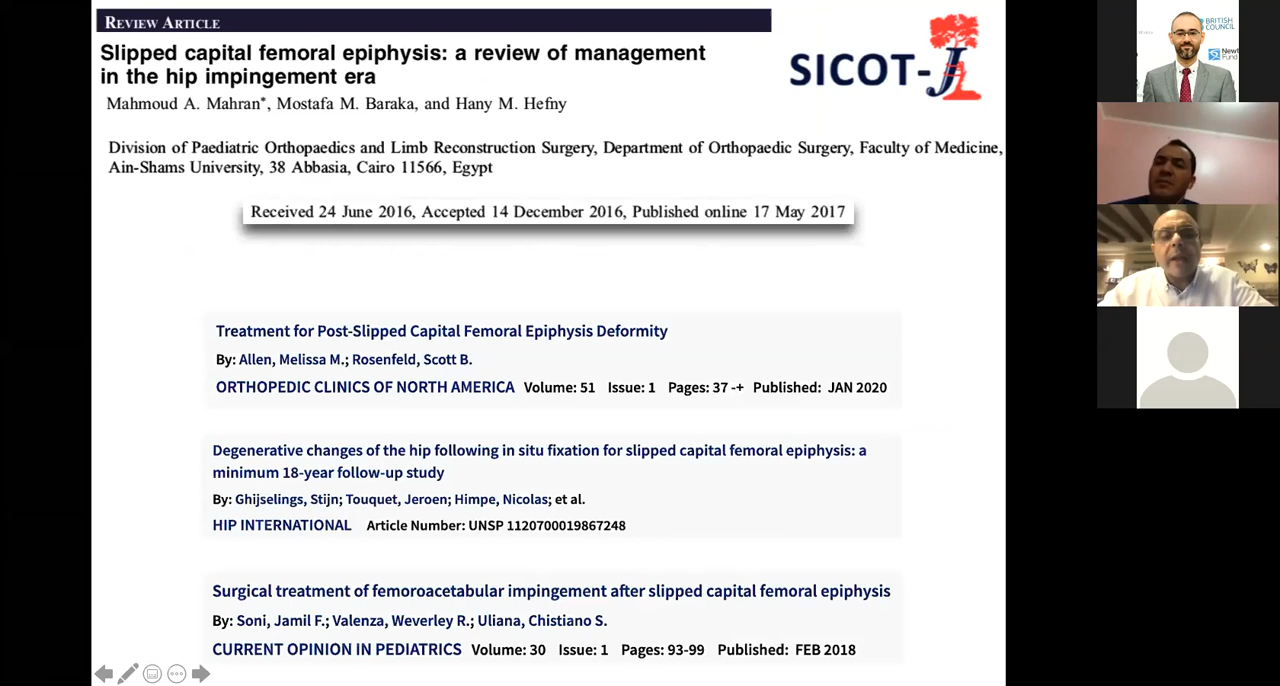 REVIEW ARTICLE
Slipped capital femoral epiphysis: a review of management
in the hip impingement era
Mahmoud A. Mahran*, Mostafa M. Baraka, and Hany M. Hefny
SICOT-J
Division of Paediatric Orthopaedics and Limb Reconstruction Surgery, Department of Orthopaedic Surgery, Faculty of Medicine,
Ain-Shams University, 38 Abbasia, Cairo 11566, Egypt
Received 24 June 2016, Accepted 14 December 2016, Published online 17 May 2017
Treatment for Post-Slipped Capital Femoral Epiphysis Deformity
By: Allen, Melissa M.; Rosenfeld, Scott B.
ORTHOPEDIC CLINICS OF NORTH AMERICA Volume: 51 Issue: 1 Pages: 37 -+ Published: JAN 2020
Degenerative changes of the hip following in situ fixation for slipped capital femoral epiphysis: a
minimum 18-year follow-up study
By: Ghijselings, Stijn; Touquet, Jeroen; Himpe, Nicolas; et al.
HIP INTERNATIONAL Article Number: UNSP 1120700019867248
Surgical treatment of femoroacetabular impingement after slipped capital femoral epiphysis
By: Soni, Jamil F.; Valenza, Weverley R.; Uliana, Chistiano S.
CURRENT OPINION IN PEDIATRICS Volume: 30 Issue: 1 Pages: 93-99 Published: FEB 2018
BRITISH
COUNCIL
Newt
Fund